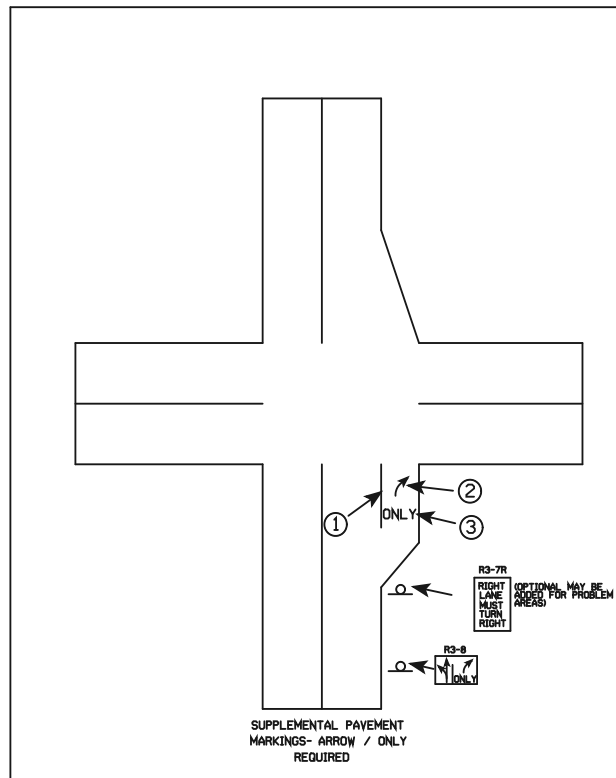 2
1
ONLY
3
R3-7R
RIGHT
LANE
MUST
TURN
RIGHT
(OPTIONAL MAY BE
ADDED FOR PROBLEM
AREAS)
R3-8
ONLY
SUPPLEMENTAL PAVEMENT
MARKINGS- ARROW / ONLY
REQUIRED